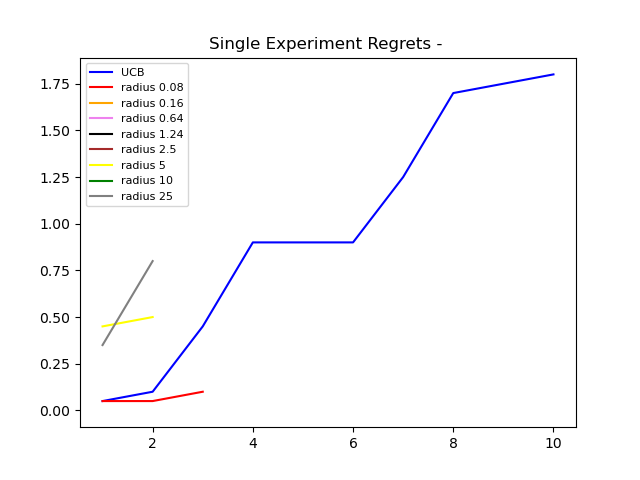 Single Experiment Regrets -
UCB
radius 0.08
radius 0.16
radius 0.64
radius 1.24
radius 2.5
radius 5
radius 10
radius 25
1.75
1.50
1.25
1.00
0.75
0.50
0.25
0.00
2 4 6 8 10